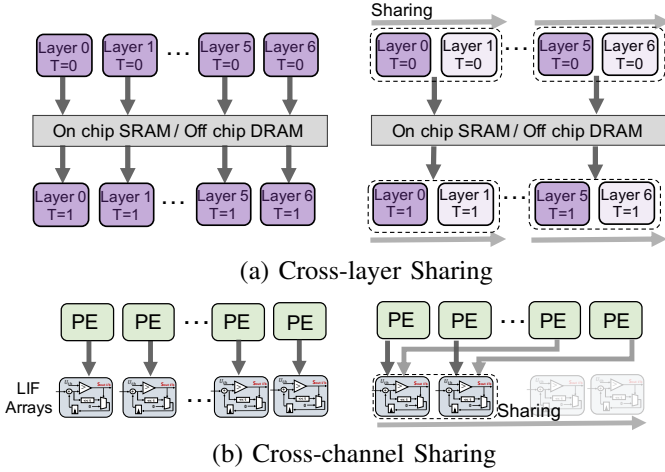 Sharing
Layer 0 T=0 Layer 1 T=0 ... Layer 5 T=0 Layer 6 T=0
Layer 0 T=0 Layer 1 T=0 ... Layer 5 T=0 Layer 6 T=0
On chip SRAM / Off chip DRAM
On chip SRAM / Off chip DRAM
Layer 0 T=1 Layer 1 T=1 ... Layer 5 T=1 Layer 6 T=1
Layer 0 T=1 Layer 1 T=1 ... Layer 5 T=1 Layer 6 T=1
(a) Cross-layer Sharing
PE PE ... PE PE
PE PE ... PE PE
LIF
Arrays
...
Sharing
(b) Cross-channel Sharing